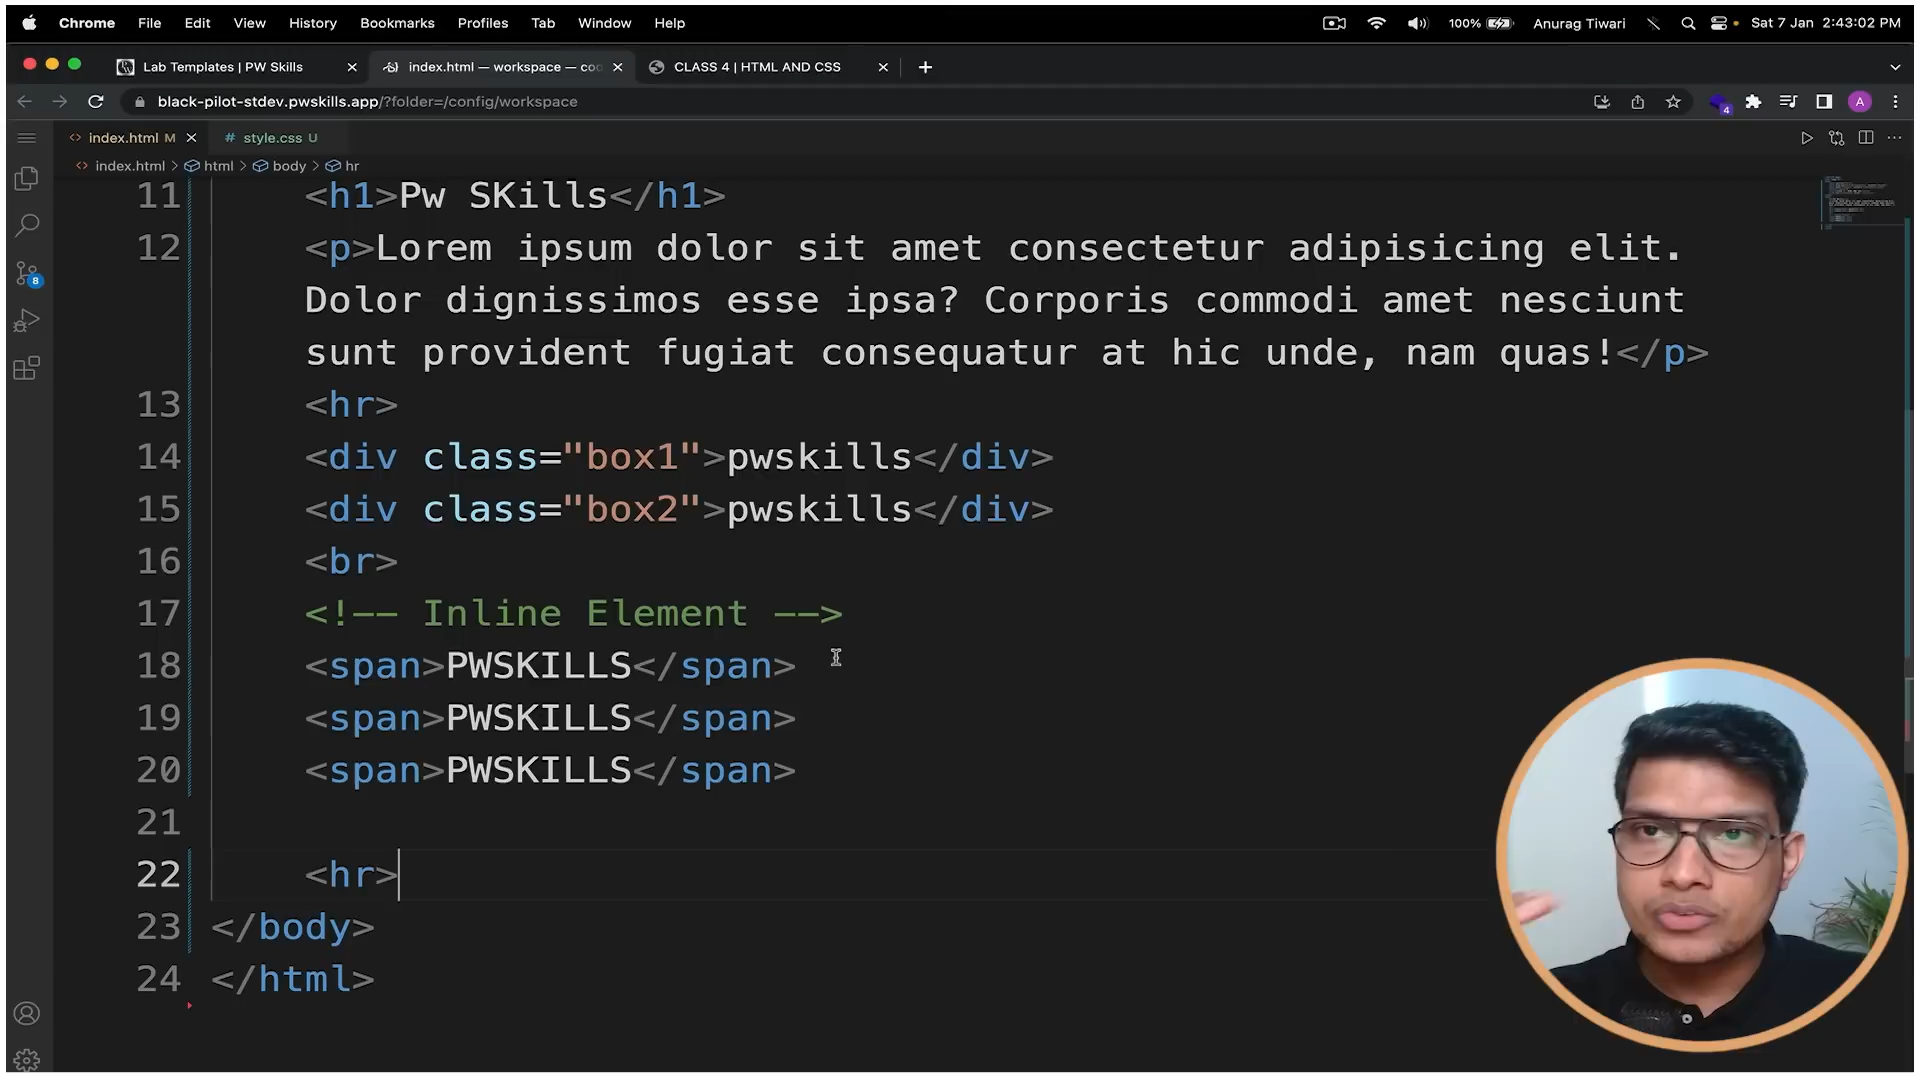 Chrome File Edit View History Bookmarks Profiles Tab Window Help 100% Anurag Tiwari Sat 7 Jan 2:43:02 PM
Lab Templates | PW Skills index.html — workspace — co CLASS 4 | HTML AND CSS
black-pilot-stdev.pwskills.app/?folder=/config/workspace 4 A
index.html M # style.css U
index.html > html > body > hr
11 <h1>Pw SKills</h1>
12 <p>Lorem ipsum dolor sit amet consectetur adipisicing elit.
Dolor dignissimos esse ipsa? Corporis commodi amet nesciunt
sunt provident fugiat consequatur at hic unde, nam quas!</p>
13 <hr>
14 <div class="box1">pwskills</div>
15 <div class="box2">pwskills</div>
16 <br>
17 <!-- Inline Element -->
18 <span>PWSKILLS</span>
19 <span>PWSKILLS</span>
20 <span>PWSKILLS</span>
21
22 <hr>
23 </body>
24 </html>
8